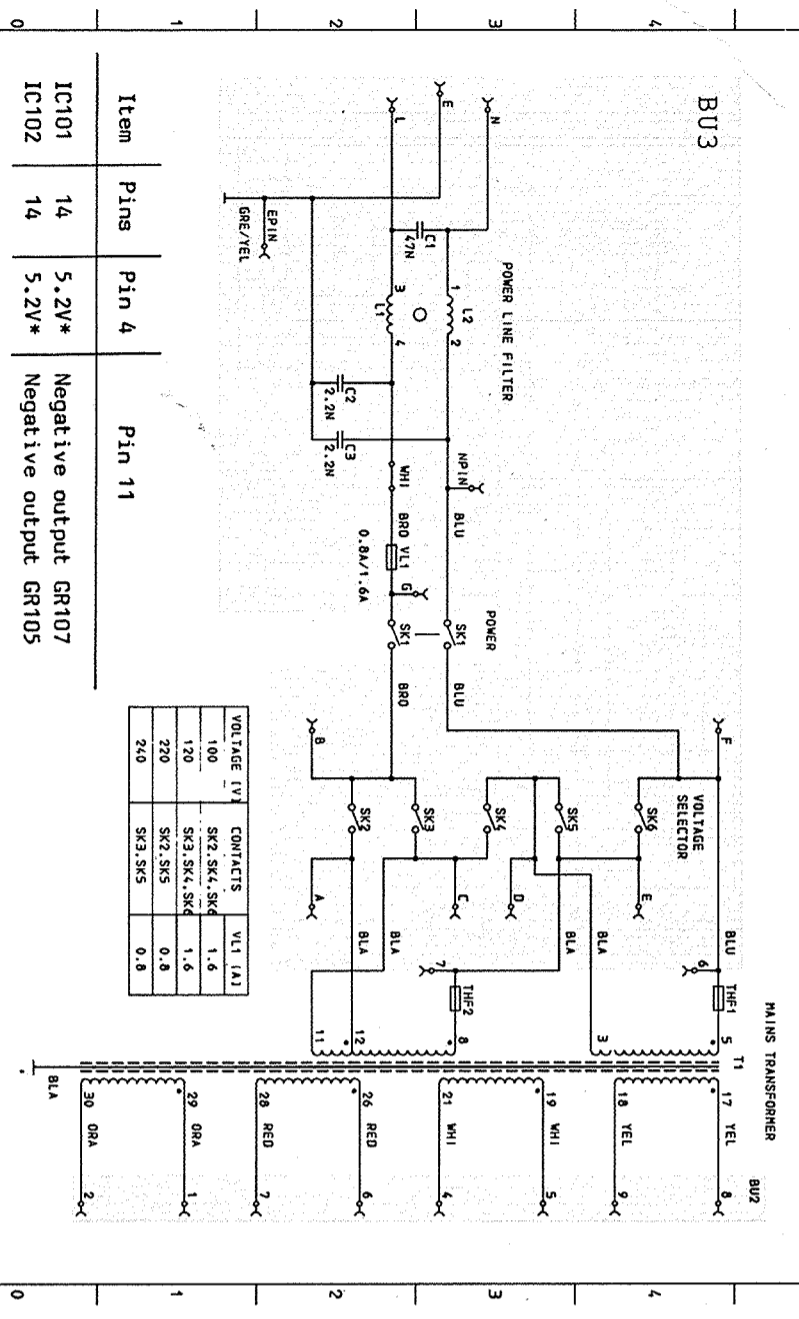 BU3
N
E
L
EPIN
GRE/YEL
C1
47N
POWER LINE FILTER
1
L2
2
3
L1
4
C2
2.2N
C3
2.2N
NPIN
WHI
BLU
BRO
VL1
0.8A/1.6A
G
POWER
SK1
SK1
BLU
BRO
F
B
VOLTAGE
SELECTOR
SK6
SK5
SK4
SK3
SK2
E
D
C
A
BLU
BLA
BLA
BLA
BLA
6
7
THF1
THF2
MAINS TRANSFORMER
T1
5
3
8
12
11
BLA
BU2
17
YEL
8
18
YEL
9
19
WHI
5
21
WHI
4
26
RED
6
28
RED
7
29
ORA
1
30
ORA
2
VOLTAGE [V] CONTACTS VL1 [A]
100 SK2.SK4.SK6 1.6
120 SK3.SK4.SK6 1.6
220 SK2.SK5 0.8
240 SK3.SK5 0.8
Item Pins Pin 4 Pin 11
IC101 14 5.2V* Negative output GR107
IC102 14 5.2V* Negative output GR105
0
1
2
3
4
0
1
2
3
4